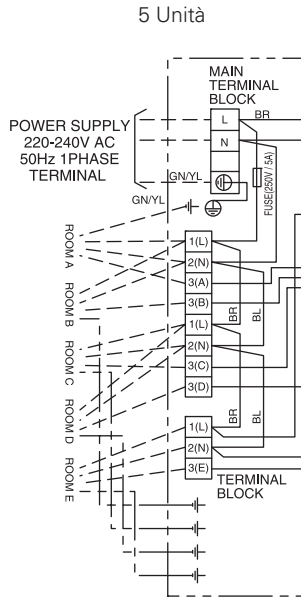 5 Unità
MAIN
TERMINAL
BLOCK
POWER SUPPLY
220-240V AC
50Hz 1PHASE
TERMINAL
L
BR
N
GN/YL
GN/YL
FUSE(250V / 5A)
ROOM A
ROOM B
ROOM C
ROOM D
ROOM E
1(L)
2(N)
3(A)
3(B)
1(L)
2(N)
3(C)
3(D)
BR
BL
BR
BL
1(L)
2(N)
3(E)
TERMINAL
BLOCK